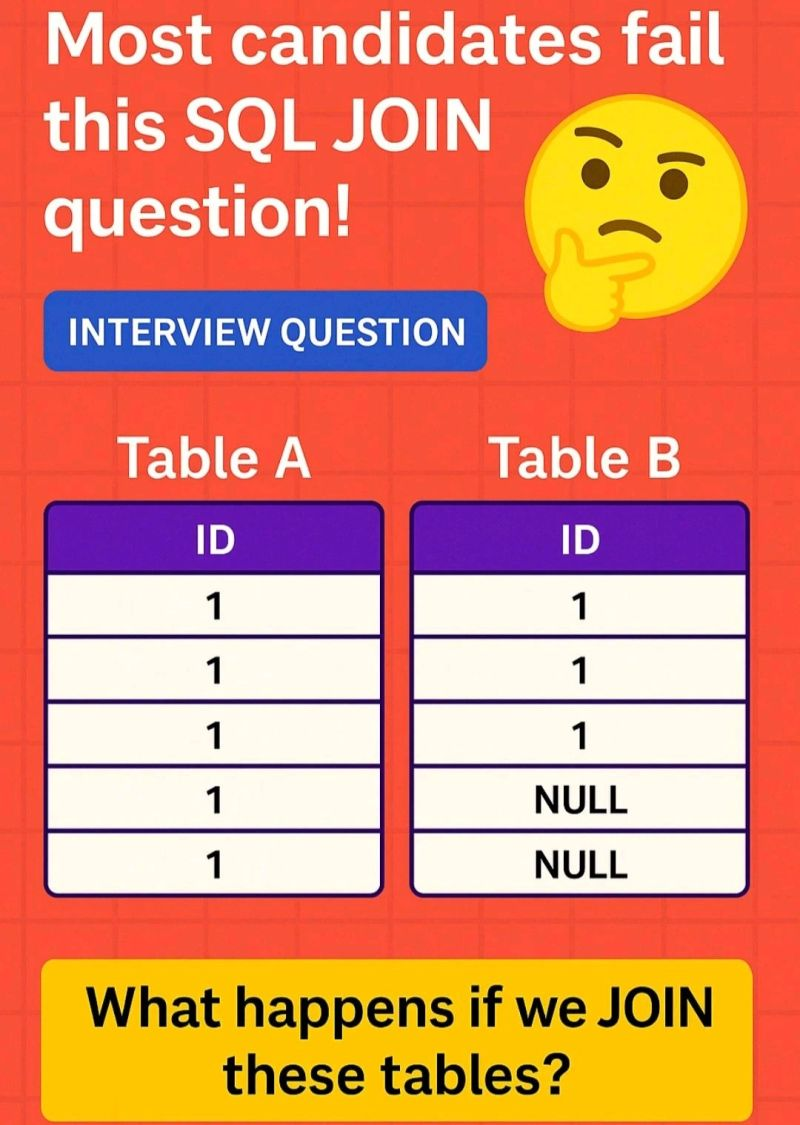 Most candidates fail
this SQL JOIN
question!
INTERVIEW QUESTION
Table A Table B
ID ID
1 1
1 1
1 1
1 NULL
1 NULL
What happens if we JOIN
these tables?